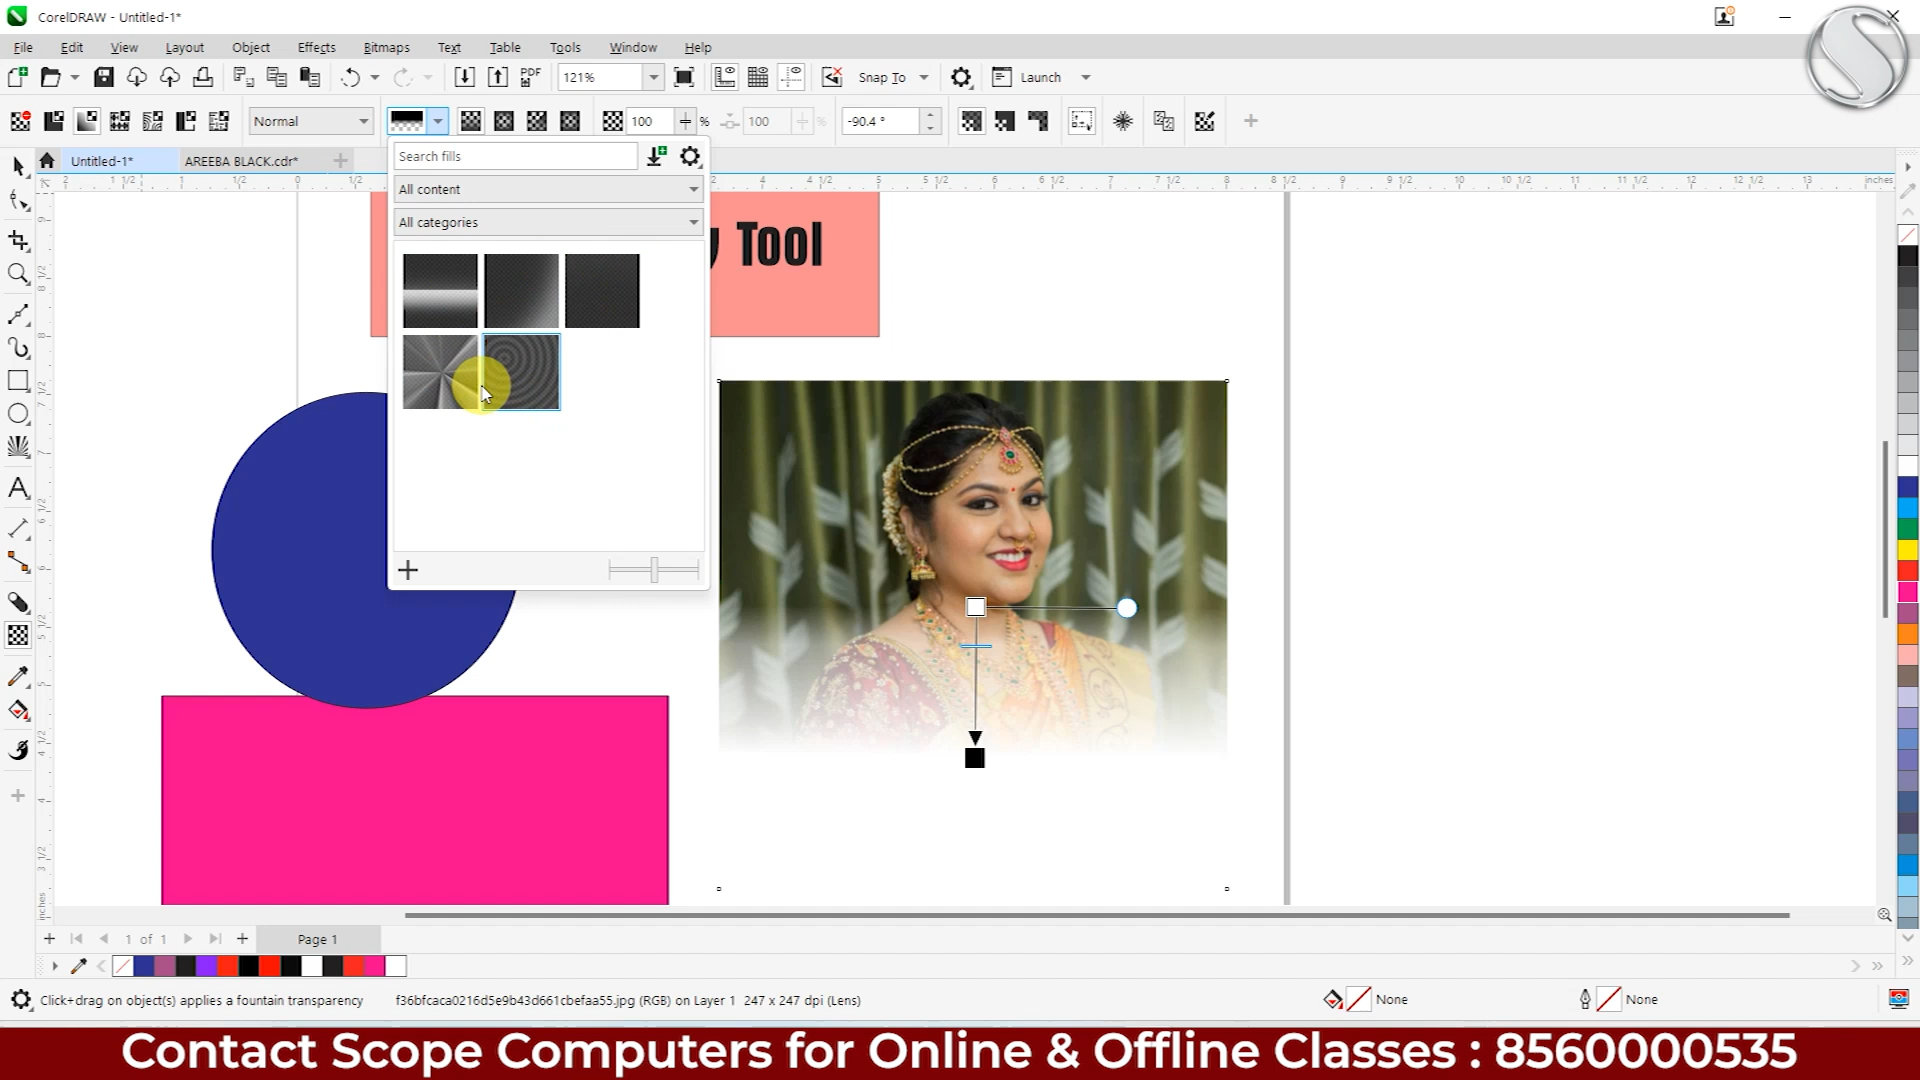 CorelDRAW - Untitled-1*
File Edit View Layout Object Effects Bitmaps Text Table Tools Window Help
PDF 121% Snap To Launch
Normal 100 % 100 % -90.4 °
Untitled-1* AREEBA BLACK.cdr*
Search fills
All content
All categories
y Tool
inches
1 of 1 Page 1
Click+drag on object(s) applies a fountain transparency f36bfcaca0216d5e9b43d661cbefaa55.jpg (RGB) on Layer 1 247 x 247 dpi (Lens) None None
Contact Scope Computers for Online & Offline Classes : 8560000535